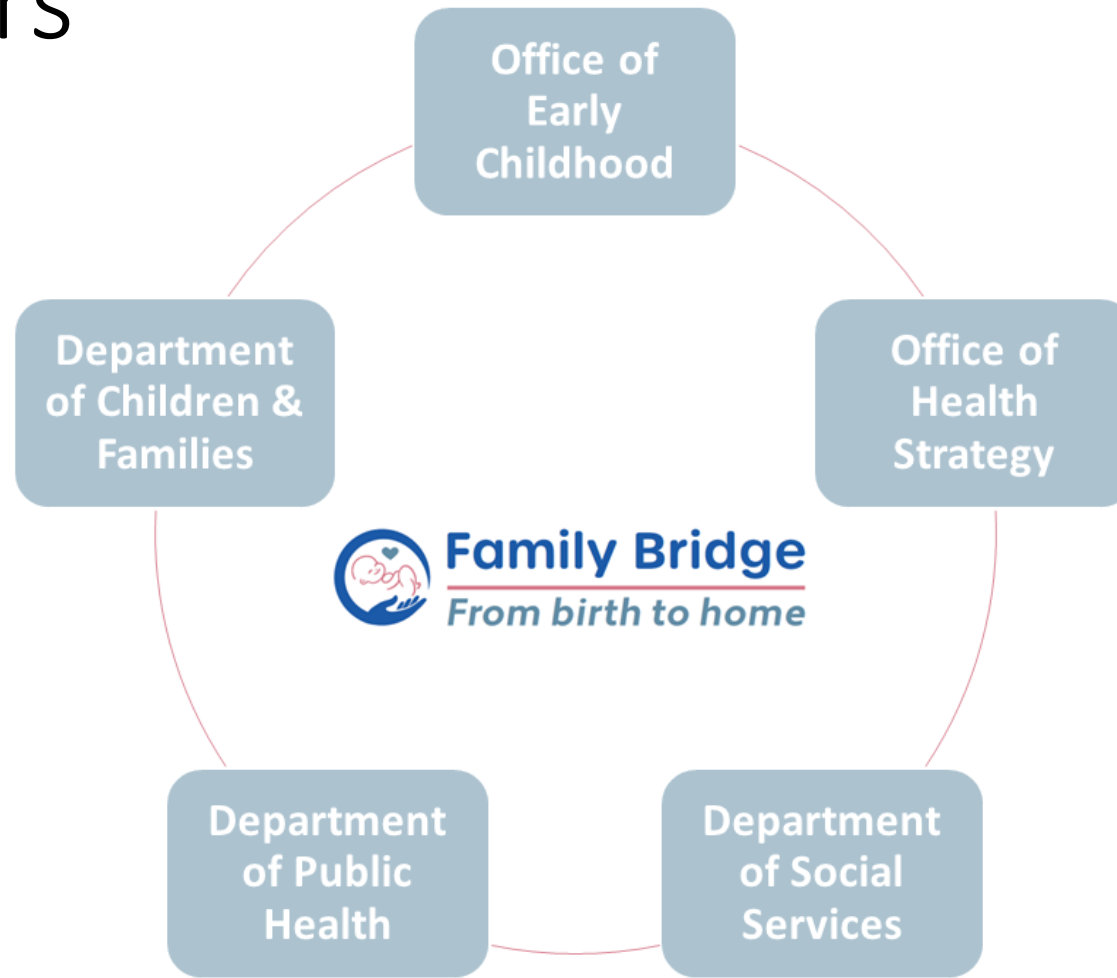 Office of
Early
Childhood
Department
of Children &
Families
Office of
Health
Strategy
Family Bridge
From birth to home
Department
of Public
Health
Department
of Social
Services